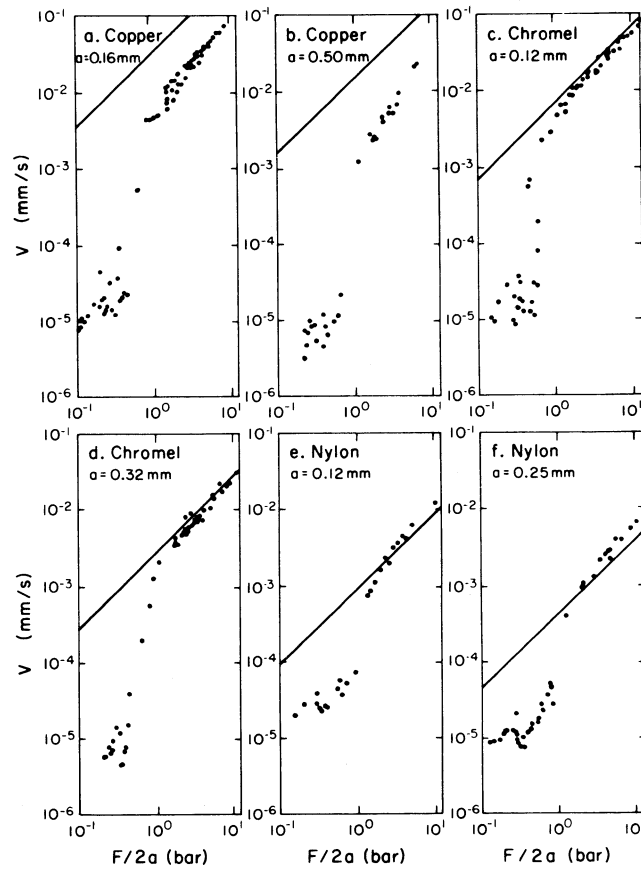 a. Copper
a=0.16mm
b. Copper
a=0.50mm
c. Chromel
a=0.12mm
10⁻¹
10⁻²
10⁻³
10⁻⁴
10⁻⁵
10⁻⁶
10⁻¹
10⁻²
10⁻³
10⁻⁴
10⁻⁵
10⁻⁶
10⁻¹
10⁻²
10⁻³
10⁻⁴
10⁻⁵
10⁻⁶
V (mm/s)
10⁻¹ 10⁰ 10¹
10⁻¹ 10⁰ 10¹
10⁻¹ 10⁰ 10¹
d. Chromel
a=0.32mm
e. Nylon
a=0.12mm
f. Nylon
a=0.25mm
10⁻¹
10⁻²
10⁻³
10⁻⁴
10⁻⁵
10⁻⁶
10⁻¹
10⁻²
10⁻³
10⁻⁴
10⁻⁵
10⁻⁶
10⁻¹
10⁻²
10⁻³
10⁻⁴
10⁻⁵
10⁻⁶
V (mm/s)
10⁻¹ 10⁰ 10¹
10⁻¹ 10⁰ 10¹
10⁻¹ 10⁰ 10¹
F/2a (bar)
F/2a (bar)
F/2a (bar)